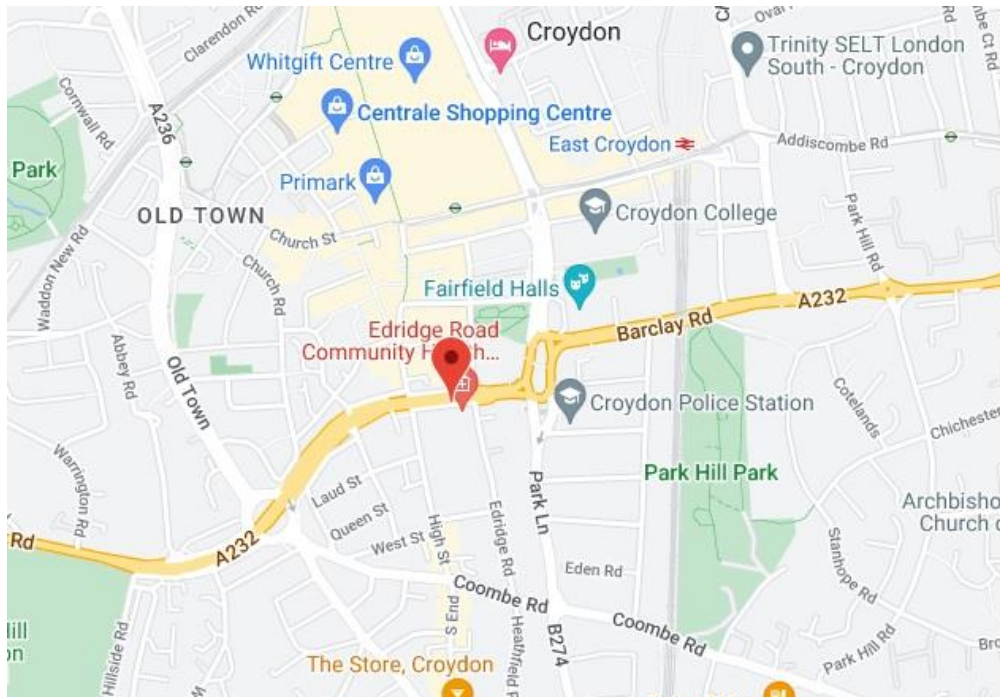 Croydon
Clarendon Rd
Whitgift Centre
Trinity SELT London
South - Croydon
Cornwall Rd
A236
Centrale Shopping Centre
East Croydon
Addiscombe Rd
Park
Primark
OLD TOWN
Croydon College
Park Hill Rd
Church St
Waddon New Rd
Church Rd
Fairfield Halls
A232
Barclay Rd
Edridge Road
Abbey Rd
Old Town
Croydon Police Station
Cotelands
Chichester
Warrington Rd
Park Hill Park
Laud St
Park Ln
Queen St
High St
Edridge Rd
Church
Rd
A232
West St
Stanhope Rd
Eden Rd
Coombe Rd
Coombe Rd
S End
B274
Hillside Rd
Park Hill Rd
The Store, Croydon